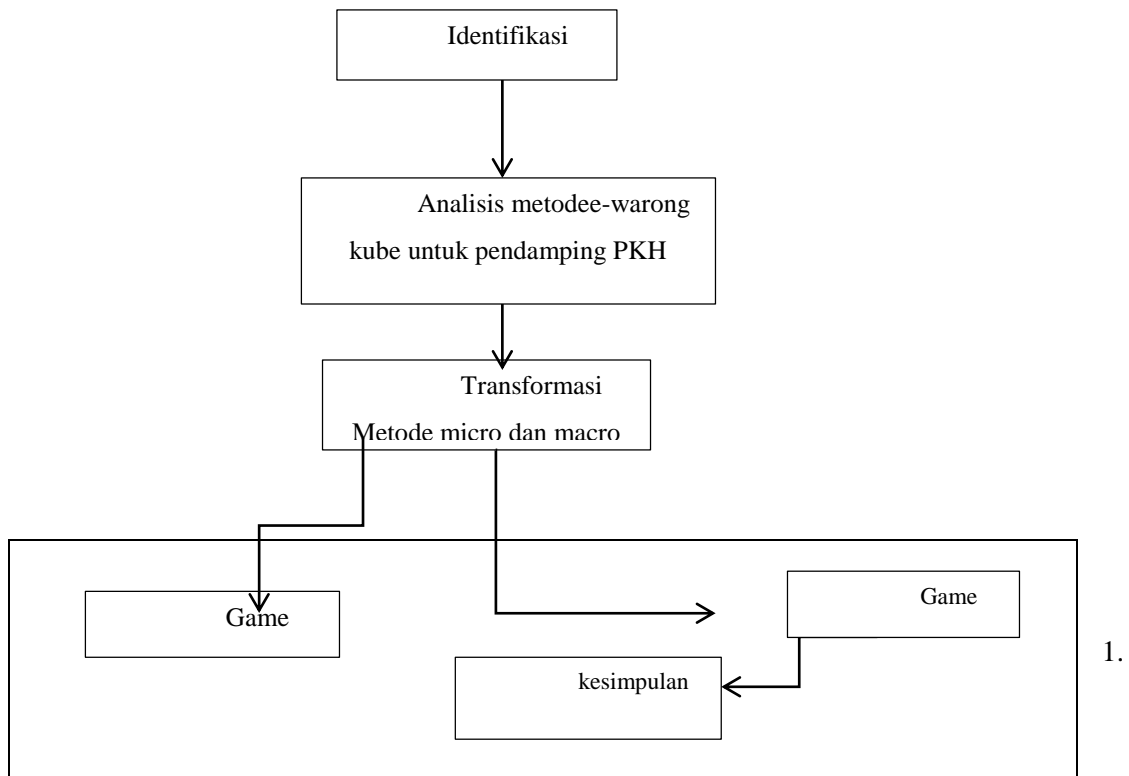 Identifikasi
Analisis metodee-warong
kube untuk pendamping PKH
Transformasi
Metode micro dan macro
Game
Game
kesimpulan
1.